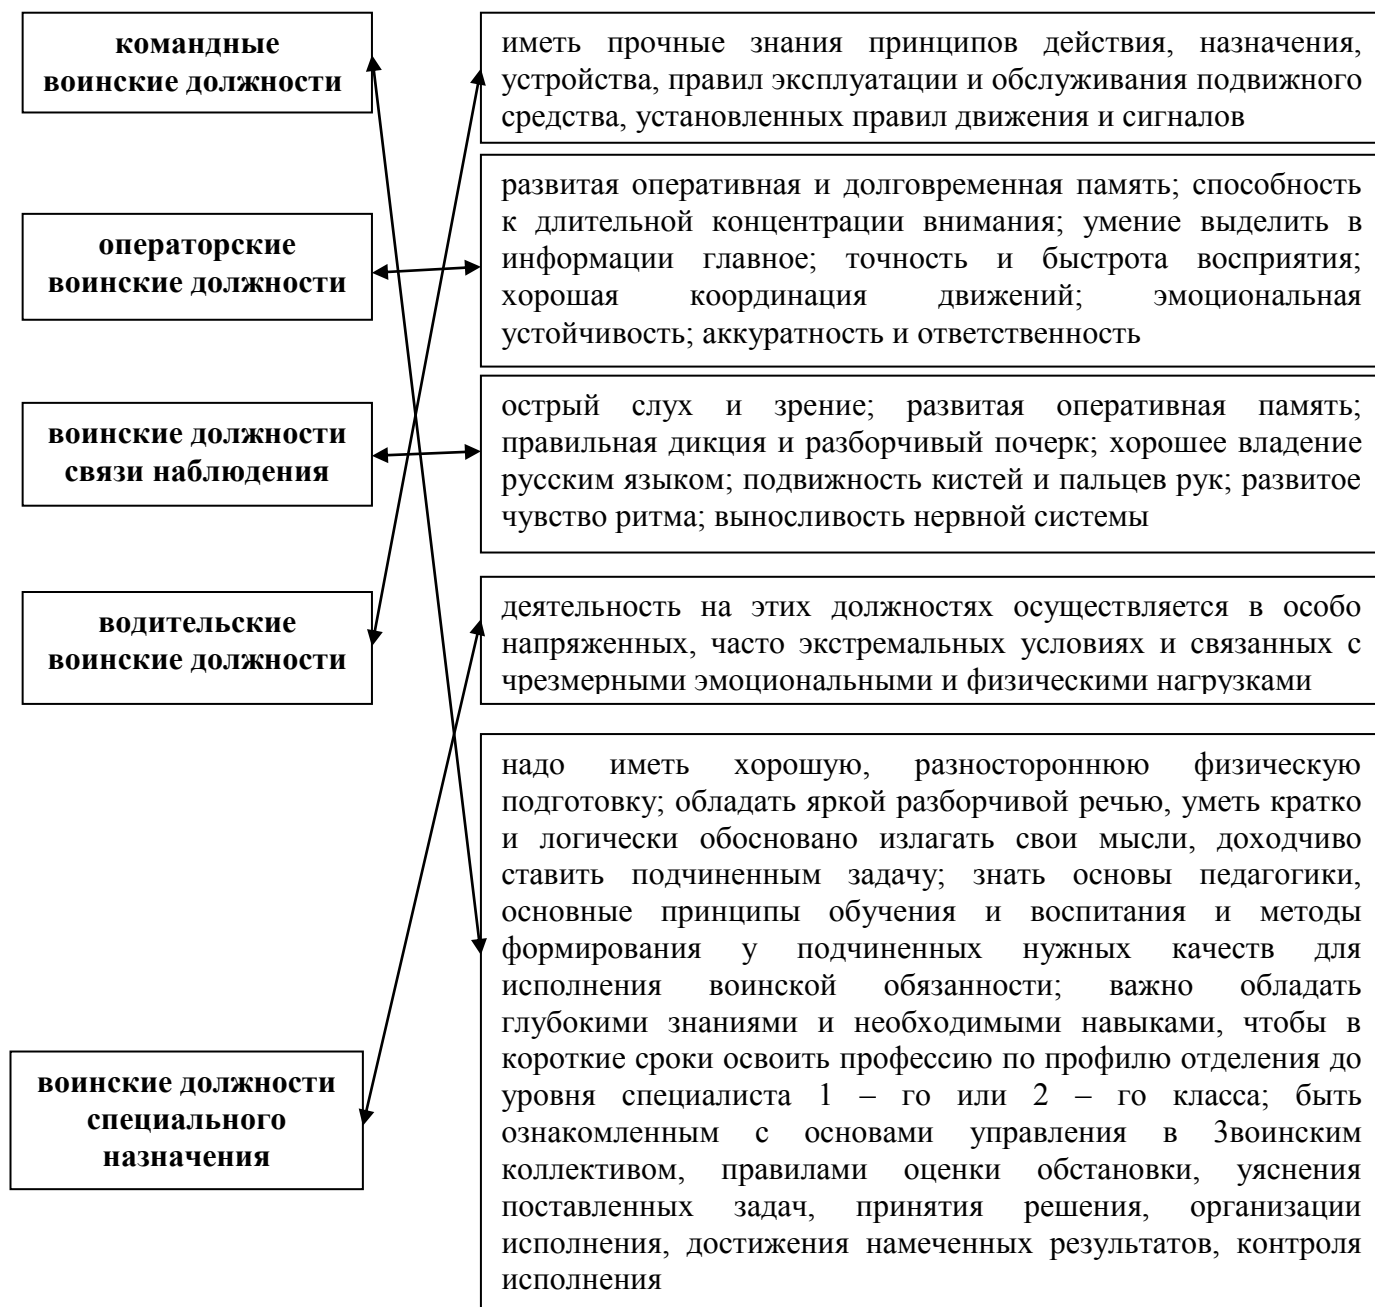 командные
воинские должности
иметь прочные знания принципов действия, назначения,
устройства, правил эксплуатации и обслуживания подвижного
средства, установленных правил движения и сигналов
операторские
воинские должности
развитая оперативная и долговременная память; способность
к длительной концентрации внимания; умение выделить в
информации главное; точность и быстрота восприятия;
хорошая координация движений; эмоциональная
устойчивость; аккуратность и ответственность
воинские должности
связи наблюдения
острый слух и зрение; развитая оперативная память;
правильная дикция и разборчивый почерк; хорошее владение
русским языком; подвижность кистей и пальцев рук; развитое
чувство ритма; выносливость нервной системы
водительские
воинские должности
деятельность на этих должностях осуществляется в особо
напряженных, часто экстремальных условиях и связанных с
чрезмерными эмоциональными и физическими нагрузками
воинские должности
специального
назначения
надо иметь хорошую, разностороннюю физическую
подготовку; обладать яркой разборчивой речью, уметь кратко
и логически обосновано излагать свои мысли, доходчиво
ставить подчиненным задачу; знать основы педагогики,
основные принципы обучения и воспитания и методы
формирования у подчиненных нужных качеств для
исполнения воинской обязанности; важно обладать
глубокими знаниями и необходимыми навыками, чтобы в
короткие сроки освоить профессию по профилю отделения до
уровня специалиста 1 – го или 2 – го класса; быть
ознакомленным с основами управления в 3воинским
коллективом, правилами оценки обстановки, уяснения
поставленных задач, принятия решения, организации
исполнения, достижения намеченных результатов, контроля
исполнения